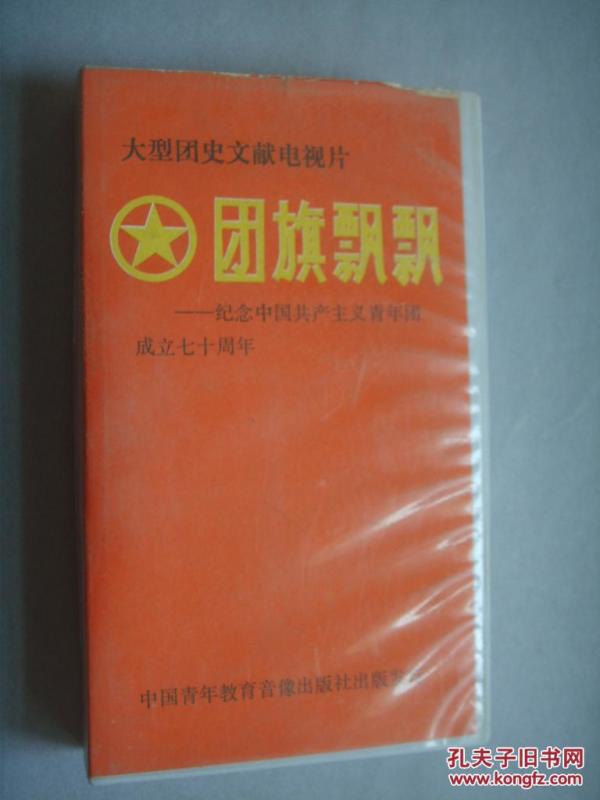 大型团史文献电视片
团旗飘飘
——纪念中国共产主义青年团
成立七十周年
中国青年教育音像出版社出版发
孔夫子旧书网
www.kongfz.com